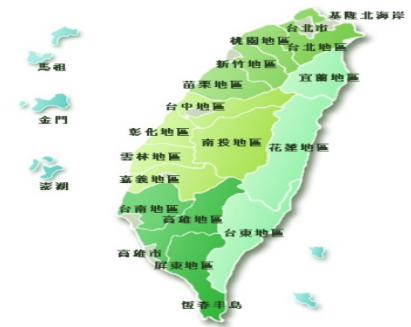 基隆北海岸
台北市
桃園地區
台北地區
馬祖
新竹地區
宜蘭地區
苗栗地區
台中地區
金門
彰化地區
南投地區
花蓮地區
雲林地區
嘉義地區
澎湖
台南地區
高雄地區
台東地區
高雄市
屏東地區
恆春半島